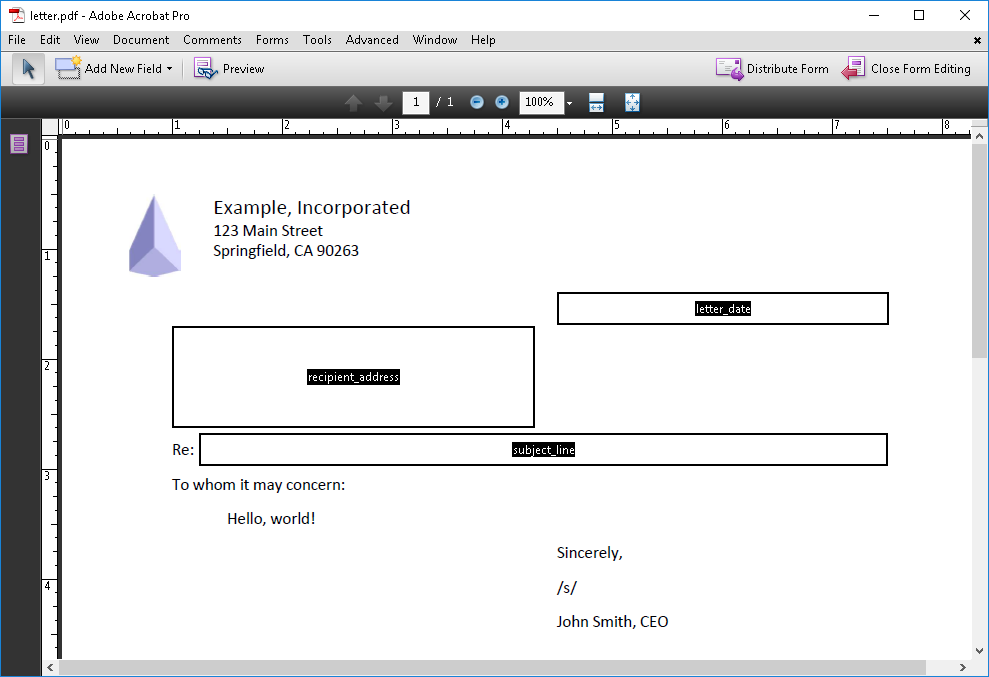 letter.pdf - Adobe Acrobat Pro
File Edit View Document Comments Forms Tools Advanced Window Help
Add New Field Preview Distribute Form Close Form Editing
1 / 1 100%
0 1 2 3 4 5 6 7 8
0
Example, Incorporated
123 Main Street
Springfield, CA 90263
1
letter_date
2
recipient_address
Re: subject_line
3
To whom it may concern:
Hello, world!
Sincerely,
4
/s/
John Smith, CEO